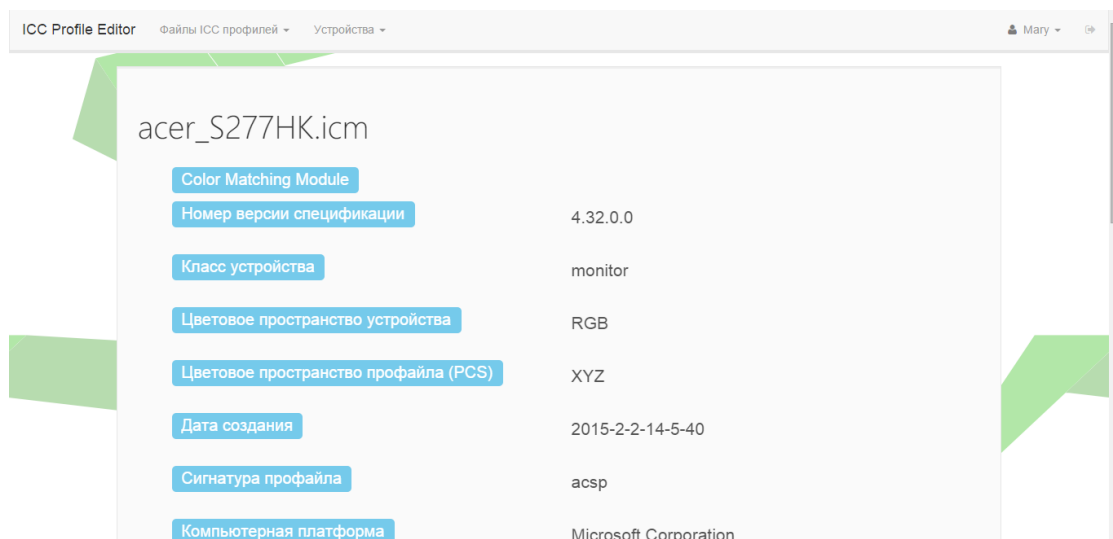 ICC Profile Editor Файлы ICC профилей Устройства Mary
acer_S277HK.icm
Color Matching Module
Номер версии спецификации 4.32.0.0
Класс устройства monitor
Цветовое пространство устройства RGB
Цветовое пространство профайла (PCS) XYZ
Дата создания 2015-2-2-14-5-40
Сигнатура профайла acsp
Компьютерная платформа Microsoft Corporation